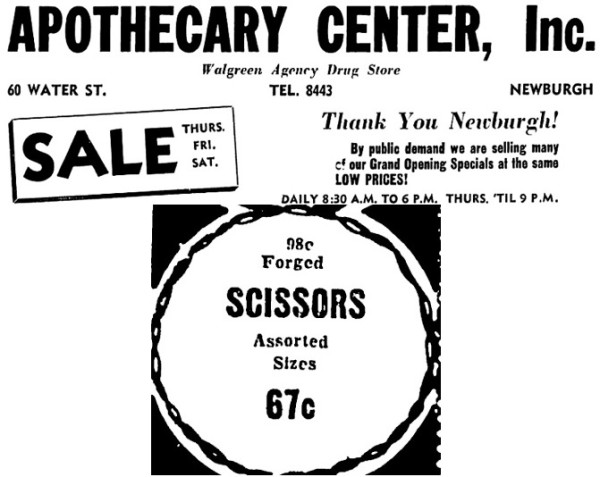 APOTHECARY CENTER, Inc.
Walgreen Agency Drug Store
60 WATER ST. TEL. 8443 NEWBURGH
SALE THURS. FRI. SAT.
Thank You Newburgh!
By public demand we are selling many
of our Grand Opening Specials at the same
LOW PRICES!
DAILY 8:30 A.M. TO 6 P.M. THURS. 'TIL 9 P.M.
98c
Forged
SCISSORS
Assorted
Sizes
67c